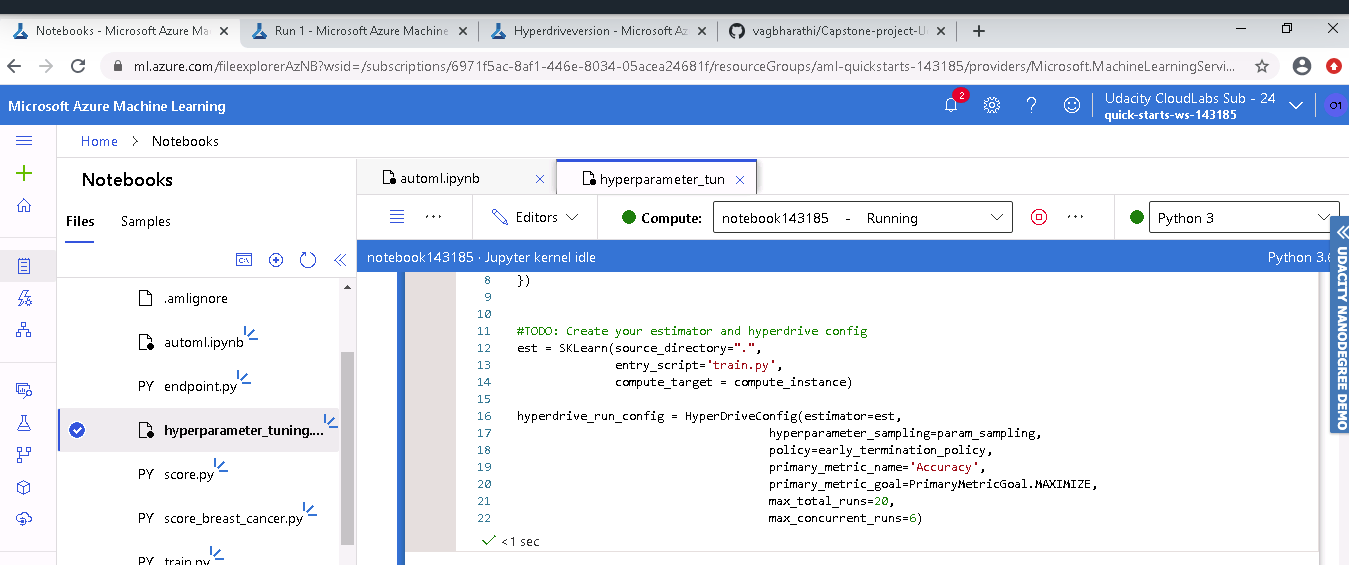 Notebooks - Microsoft Azure Ma
Run 1 - Microsoft Azure Machine
Hyperdriveversion - Microsoft Az
vagbharathi/Capstone-project-U
ml.azure.com/fileexplorerAzNB?wsid=/subscriptions/6971f5ac-8af1-446e-8034-05acea24681f/resourceGroups/aml-quickstarts-143185/providers/Microsoft.MachineLearningServi...
Microsoft Azure Machine Learning
2
Udacity CloudLabs Sub - 24
quick-starts-ws-143185
O1
Home > Notebooks
Notebooks
Files Samples
.amlignore
automl.ipynb
endpoint.py
PY
hyperparameter_tuning....
PY score.py
PY score_breast_cancer.py
PY train.py
automl.ipynb
hyperparameter_tun
... Editors
Compute: notebook143185 - Running
...
Python 3
notebook143185 · Jupyter kernel idle
Python 3.6
8 })
9
10
11 #TODO: Create your estimator and hyperdrive config
12 est = SKLearn(source_directory=".",
13 entry_script='train.py',
14 compute_target = compute_instance)
15
16 hyperdrive_run_config = HyperDriveConfig(estimator=est,
17 hyperparameter_sampling=param_sampling,
18 policy=early_termination_policy,
19 primary_metric_name='Accuracy',
20 primary_metric_goal=PrimaryMetricGoal.MAXIMIZE,
21 max_total_runs=20,
22 max_concurrent_runs=6)
<1 sec
UDACITY NANODEGREE DEMO